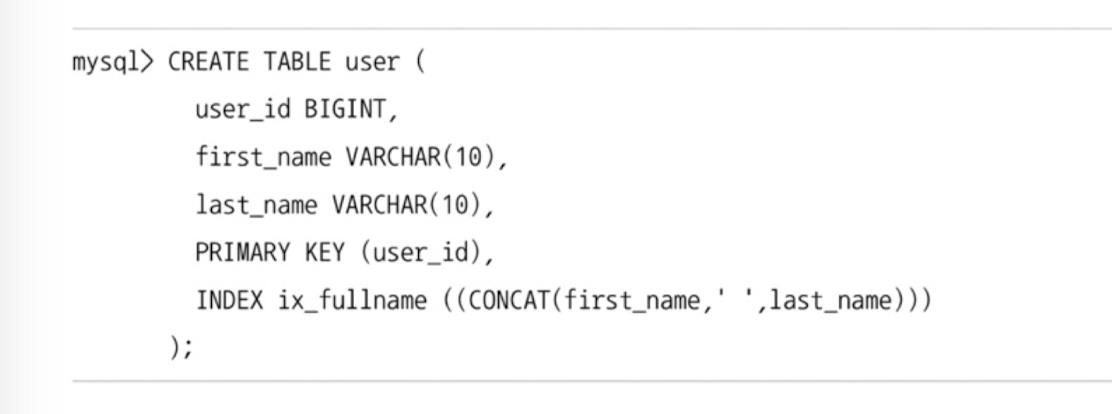 mysql> CREATE TABLE user (
user_id BIGINT,
first_name VARCHAR(10),
last_name VARCHAR(10),
PRIMARY KEY (user_id),
INDEX ix_fullname ((CONCAT(first_name,' ',last_name)))
);